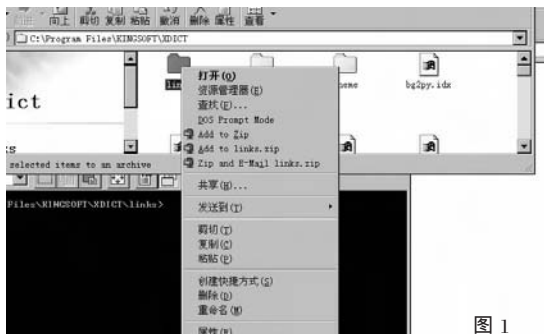 向上 剪切 复制 粘贴 撤消 删除 属性 查看
C:\Program Files\KINGSOFT\XDICT
打开(O)
资源管理器(E)
bg2py.idx
查找(F)...
ict
DOS Prompt Mode
Add to Zip
Add to links.zip
Zip and E-Mail links.zip
selected items to an archive
共享(H)...
Files\KINGSOFT\XDICT\links>
发送到(T)
剪切(T)
复制(C)
粘贴(P)
创建快捷方式(S)
删除(D)
重命名(M)
属性(R)
图 1